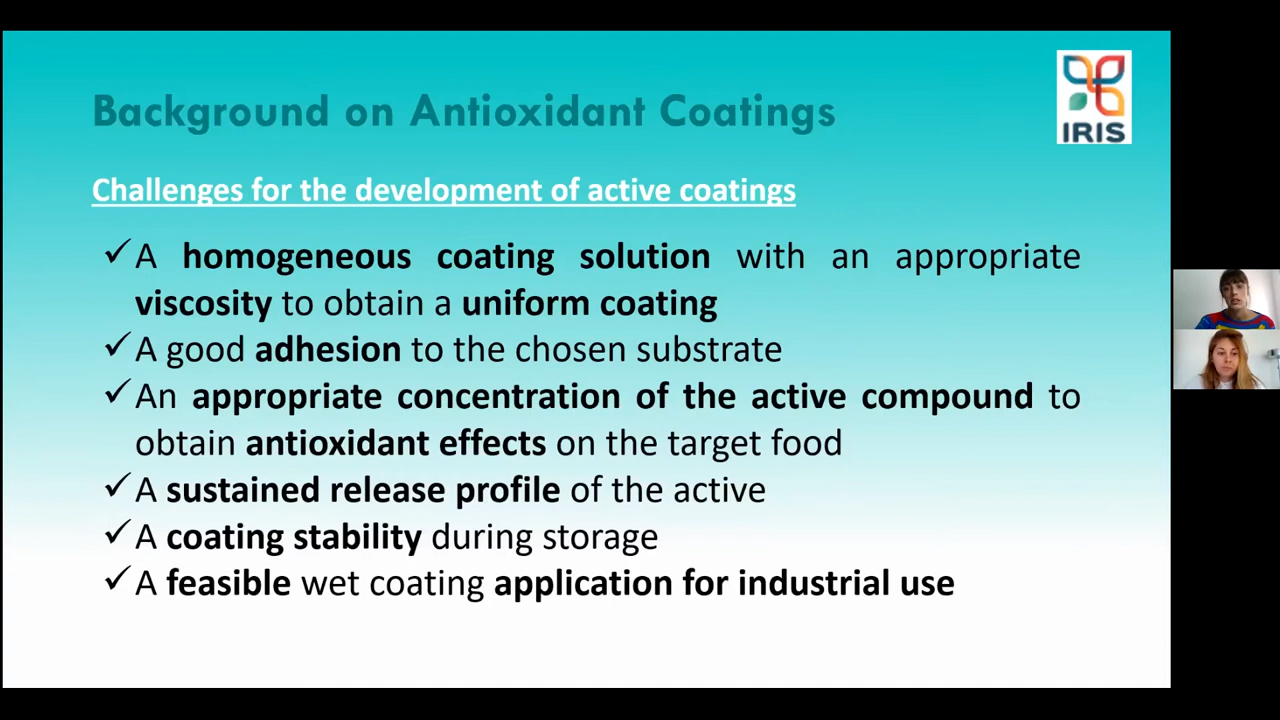 Background on Antioxidant Coatings
IRIS
Challenges for the development of active coatings
✓ A homogeneous coating solution with an appropriate
viscosity to obtain a uniform coating
✓ A good adhesion to the chosen substrate
✓ An appropriate concentration of the active compound to
obtain antioxidant effects on the target food
✓ A sustained release profile of the active
✓ A coating stability during storage
✓ A feasible wet coating application for industrial use